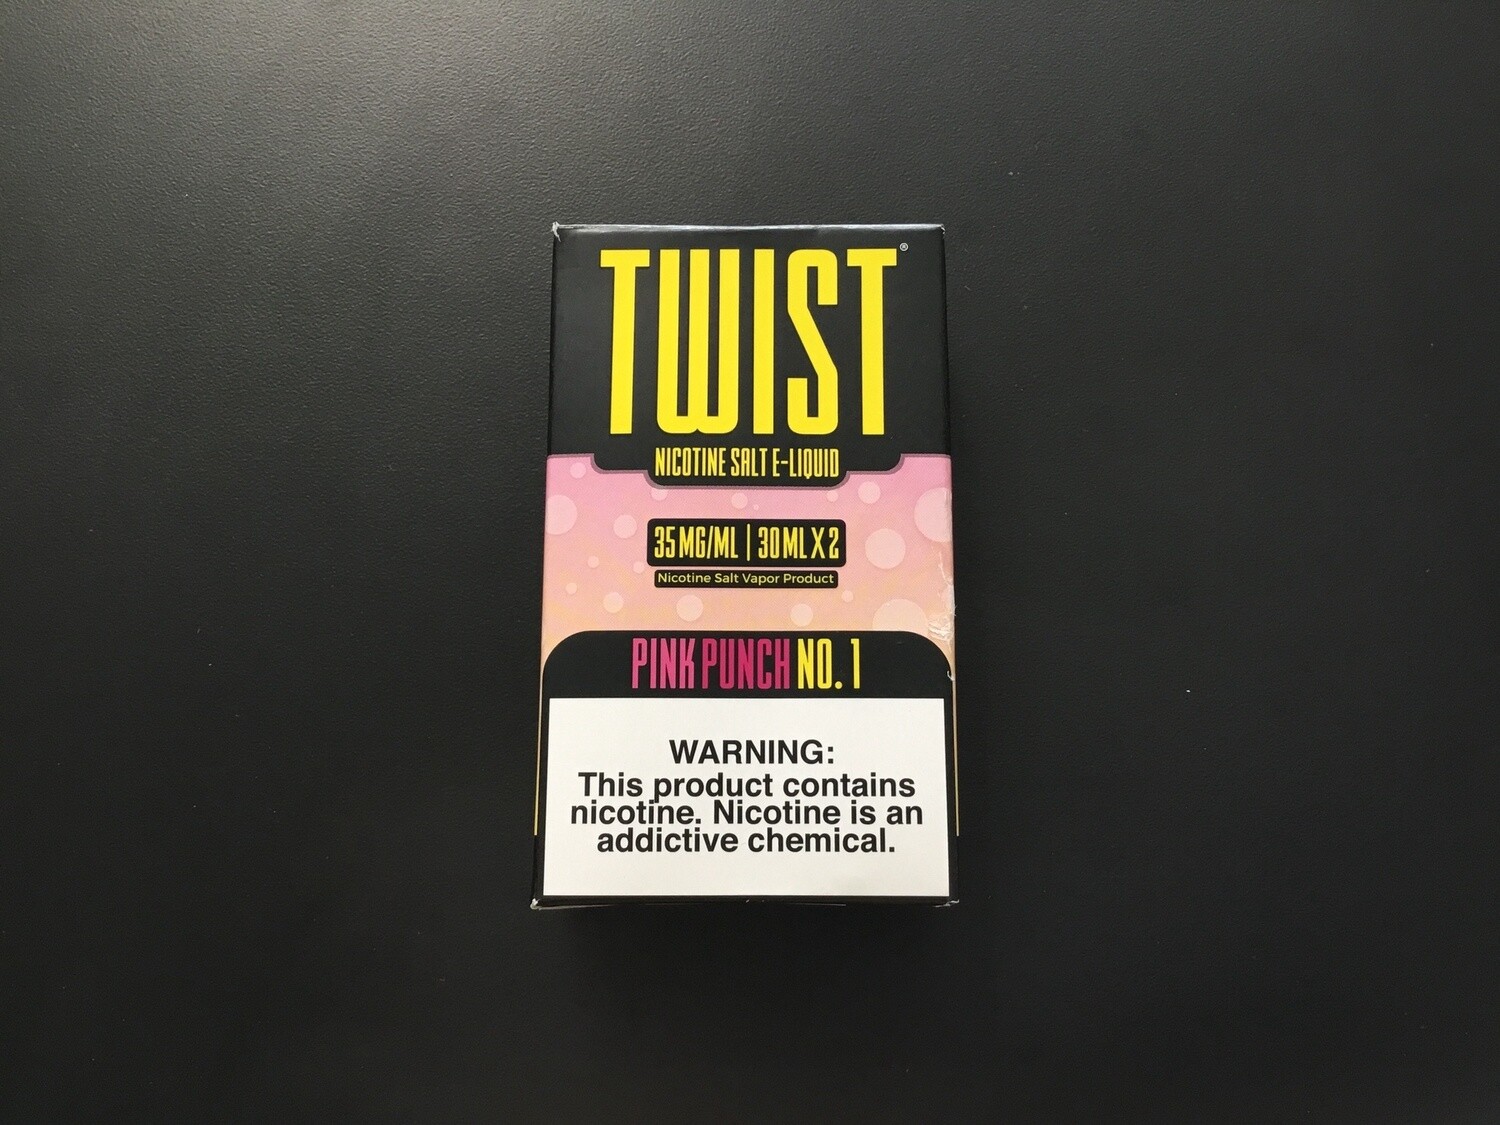 TWIST®
NICOTINE SALT E-LIQUID
35 MG/ML | 30 ML X 2
Nicotine Salt Vapor Product
PINK PUNCH NO. 1
WARNING:
This product contains
nicotine. Nicotine is an
addictive chemical.